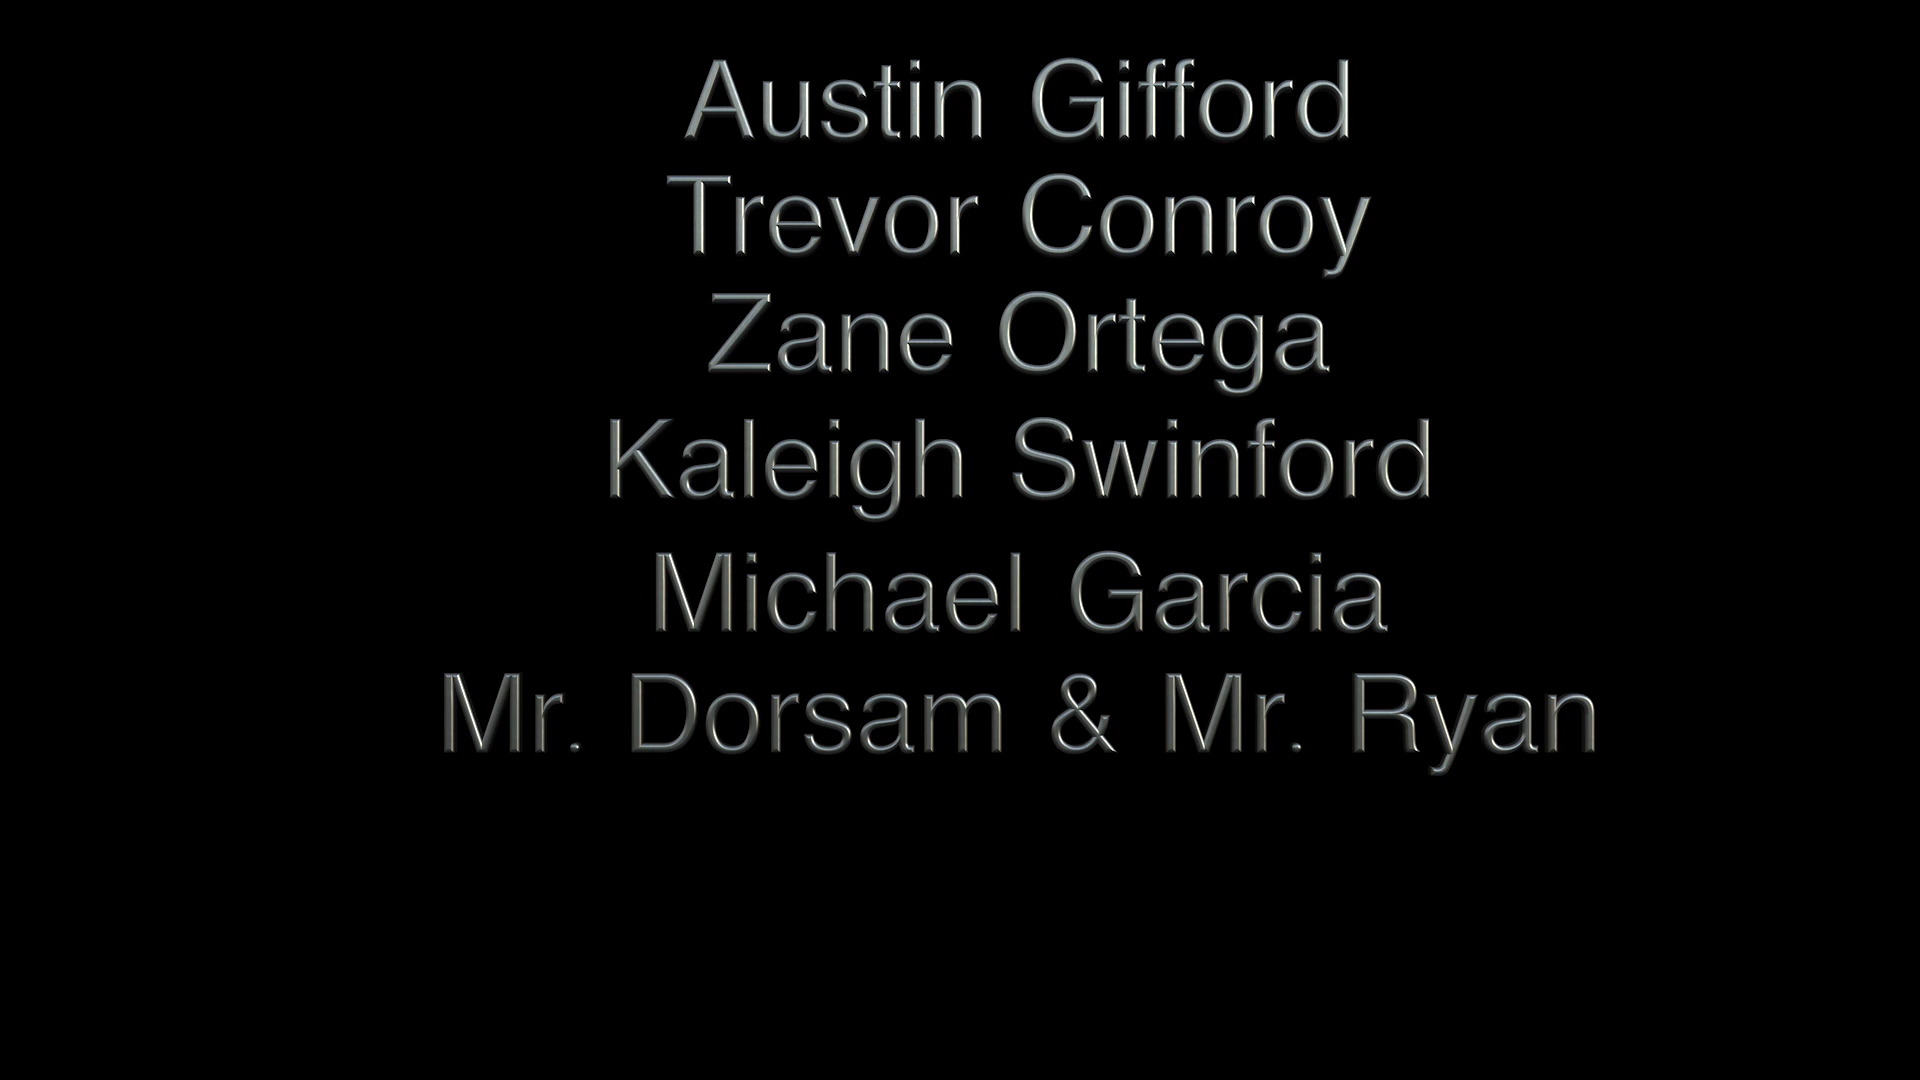 Austin Gifford
Trevor Conroy
Zane Ortega
Kaleigh Swinford
Michael Garcia
Mr. Dorsam & Mr. Ryan